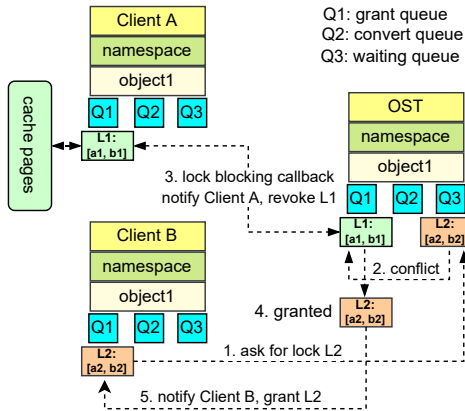 Client A
namespace
object1
Q1 Q2 Q3
L1:
[a1, b1]
cache pages
Q1: grant queue
Q2: convert queue
Q3: waiting queue
OST
namespace
object1
Q1 Q2 Q3
L1:
[a1, b1]
L2:
[a2, b2]
3. lock blocking callback
notify Client A, revoke L1
2. conflict
Client B
namespace
object1
Q1 Q2 Q3
L2:
[a2, b2]
4. granted
L2:
[a2, b2]
1. ask for lock L2
5. notify Client B, grant L2